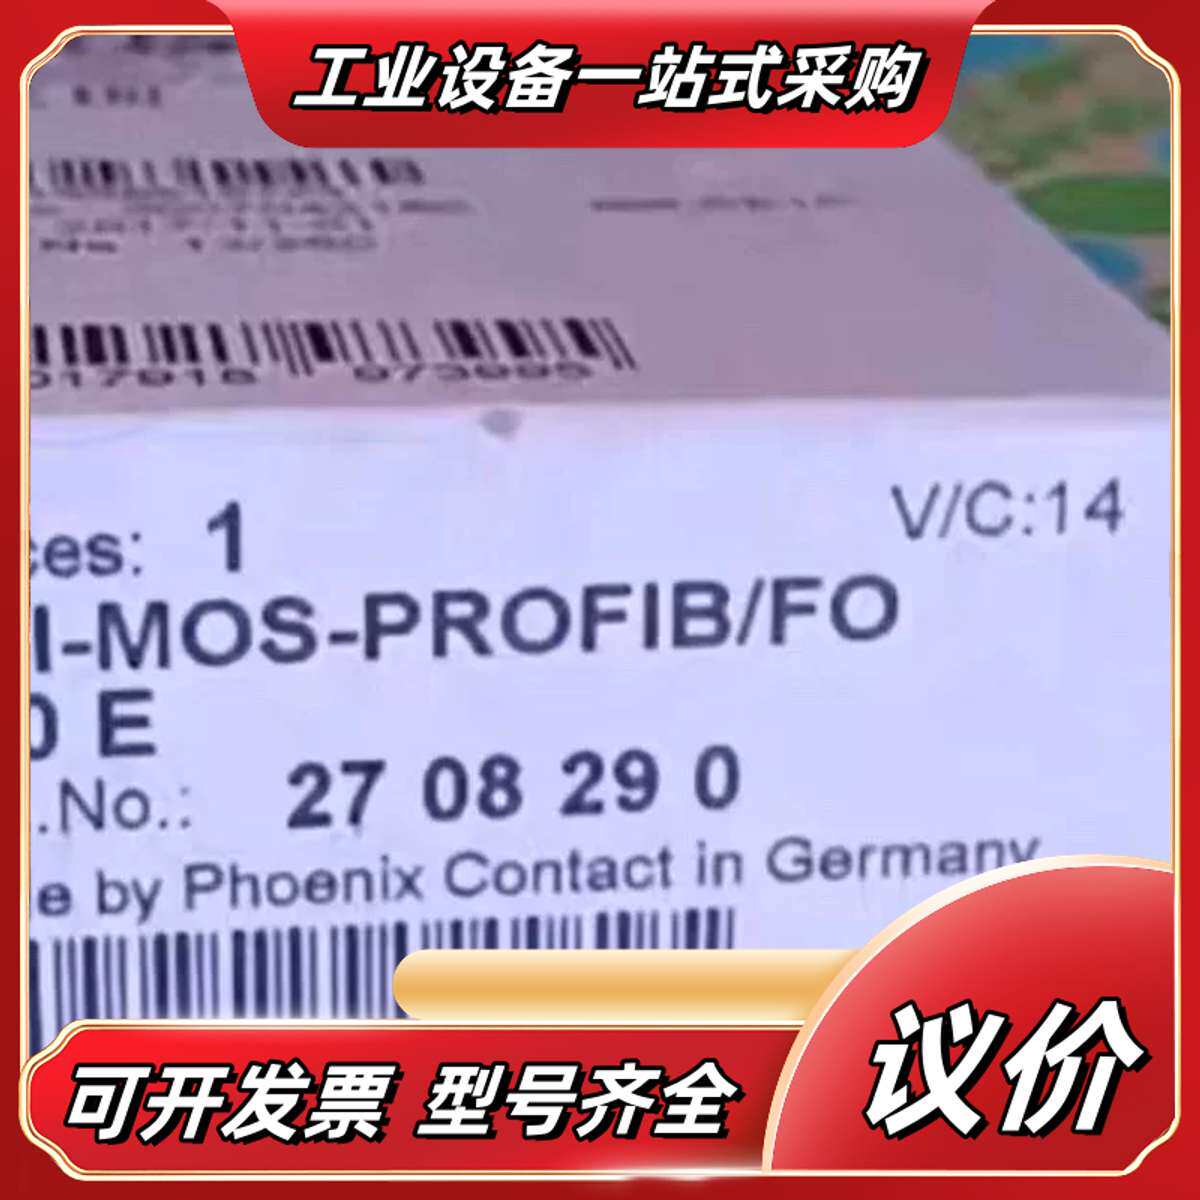 工业设备一站式采购
ces: 1
V/C:14
I-MOS-PROFIB/FO
0 E
.No.: 27 08 29 0
e by Phoenix Contact in Germany
可开发票 型号齐全
议价